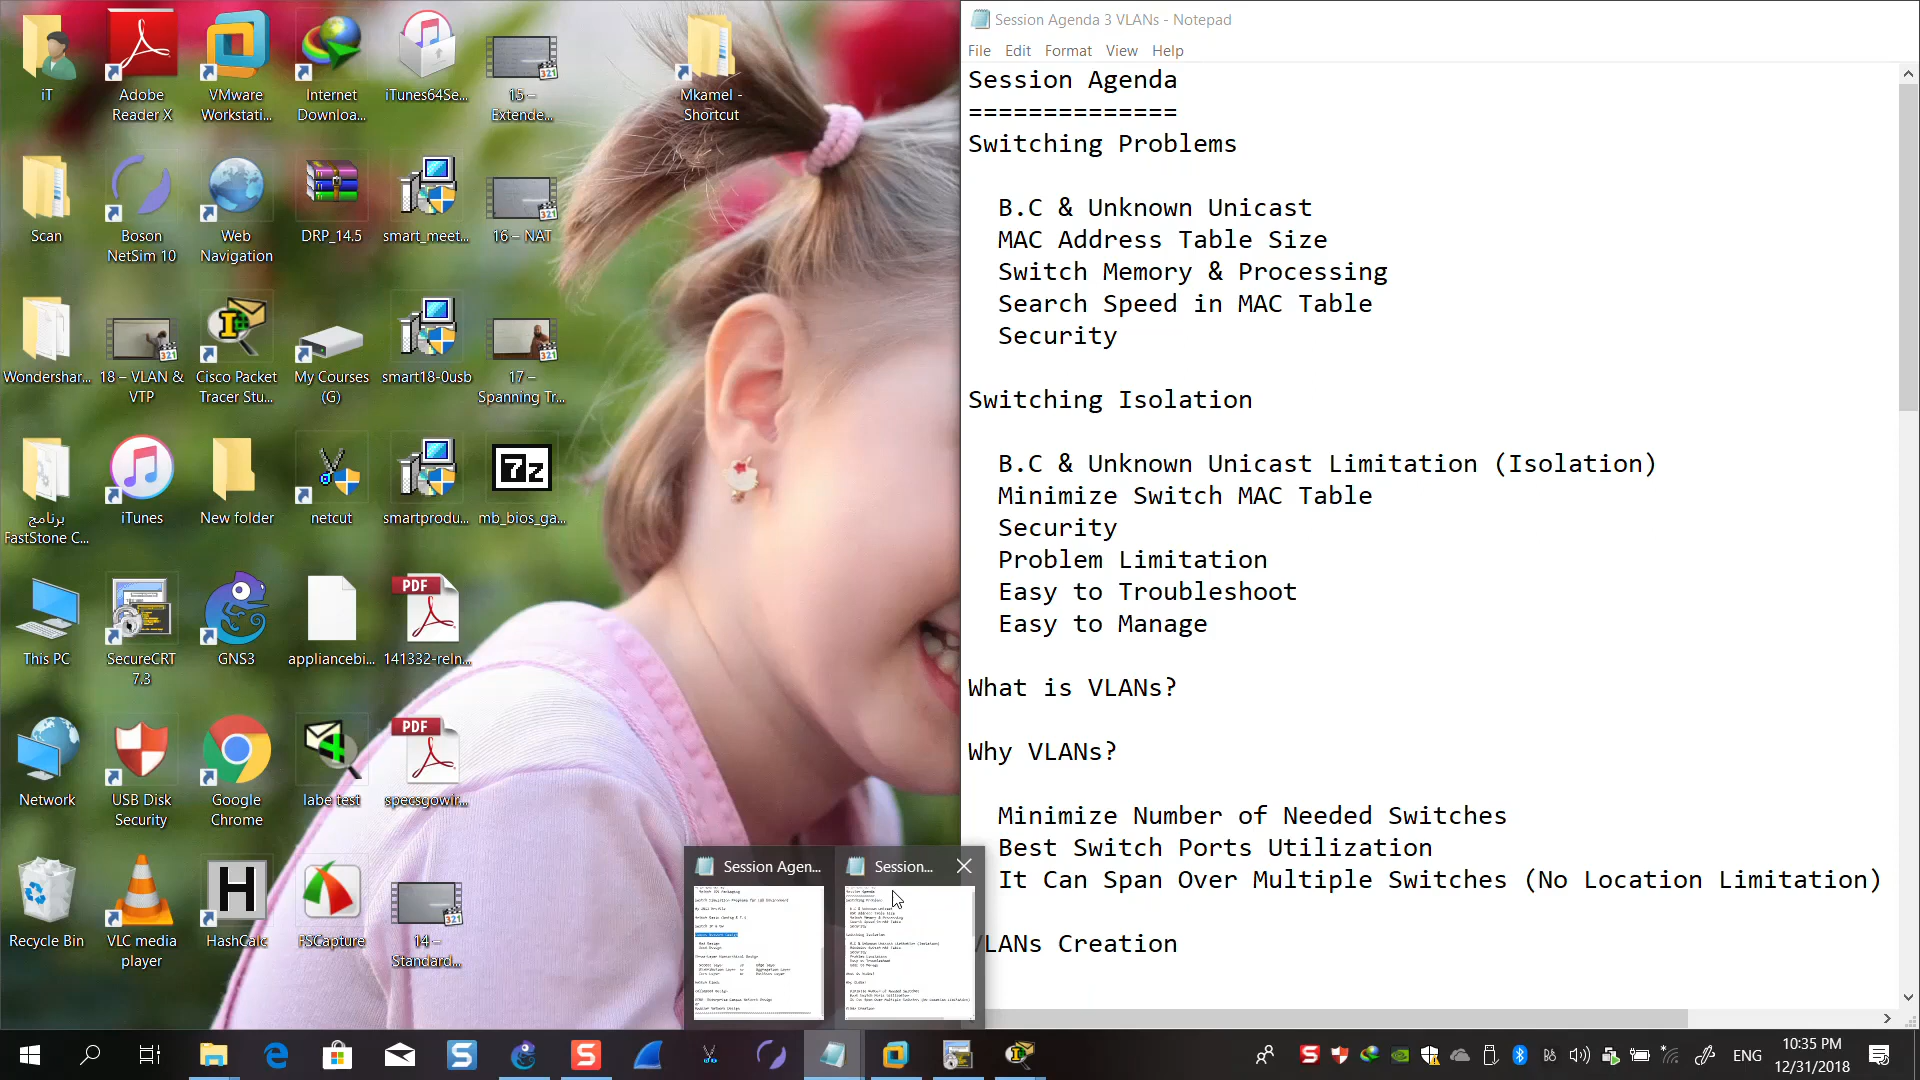 iT
Adobe
Reader X
VMware
Workstati...
Internet
Downloa...
iTunes64Se...
15 –
Extende...
Mkamel -
Shortcut
Scan
Boson
NetSim 10
Web
Navigation
DRP_14.5
smart_meet...
16 – NAT
Wondershar...
18 – VLAN &
VTP
Cisco Packet
Tracer Stu...
My Courses
(G)
smart18-0usb
17 –
Spanning Tr...
برنامج
FastStone C...
iTunes
New folder
netcut
smartprodu...
mb_bios_ga...
This PC
SecureCRT
7.3
GNS3
appliancebi...
141332-reln...
Network
USB Disk
Security
Google
Chrome
labe test
specsgowin...
Recycle Bin
VLC media
player
HashCalc
FSCapture
14 –
Standard...
Session Agenda 3 VLANs - Notepad
File Edit Format View Help
Session Agenda
==============
Switching Problems
B.C & Unknown Unicast
MAC Address Table Size
Switch Memory & Processing
Search Speed in MAC Table
Security
Switching Isolation
B.C & Unknown Unicast Limitation (Isolation)
Minimize Switch MAC Table
Security
Problem Limitation
Easy to Troubleshoot
Easy to Manage
What is VLANs?
Why VLANs?
Minimize Number of Needed Switches
Best Switch Ports Utilization
It Can Span Over Multiple Switches (No Location Limitation)
VLANs Creation
Session Agen...
Session...
ENG
10:35 PM
12/31/2018